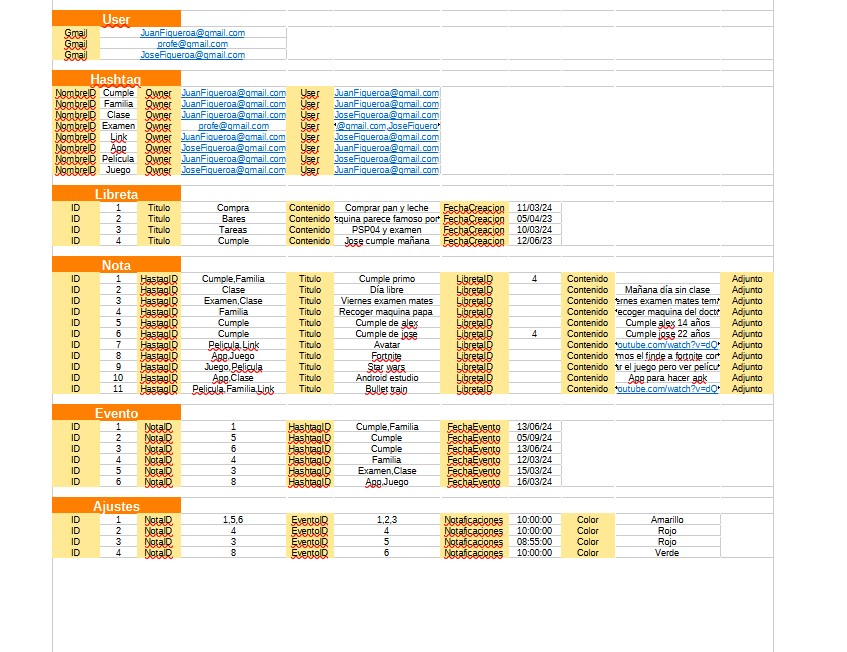 User
Gmail JuanFigueroa@gmail.com
Gmail profe@gmail.com
Gmail JoseFigueroa@gmail.com
Hashtag
NombreID Cumple Owner JuanFigueroa@gmail.com User JuanFigueroa@gmail.com
NombreID Familia Owner JuanFigueroa@gmail.com User JuanFigueroa@gmail.com
NombreID Clase Owner JuanFigueroa@gmail.com User JoseFigueroa@gmail.com
NombreID Examen Owner profe@gmail.com User @gmail.com,JoseFiguero
NombreID Link Owner JuanFigueroa@gmail.com User JoseFigueroa@gmail.com
NombreID App Owner JoseFigueroa@gmail.com User JoseFigueroa@gmail.com
NombreID Pelicula Owner JoseFigueroa@gmail.com User JuanFigueroa@gmail.com
NombreID Juego Owner JoseFigueroa@gmail.com User JuanFigueroa@gmail.com
Libreta
ID 1 Titulo Compra Contenido Comprar pan y leche FechaCreacion 11/03/24
ID 2 Titulo Bares Contenido squina parece famoso por FechaCreacion 05/04/23
ID 3 Titulo Tareas Contenido PSP04 y examen FechaCreacion 10/03/24
ID 4 Titulo Cumple Contenido Jose cumple mañana FechaCreacion 12/06/23
Nota
ID 1 HastagID Cumple,Familia Titulo Cumple primo LibretaID 4 Contenido Adjunto
ID 2 HastagID Clase Titulo Día libre LibretaID Contenido Mañana día sin clase Adjunto
ID 3 HastagID Examen,Clase Titulo Viernes examen mates LibretaID Contenido ernes examen mates tem Adjunto
ID 4 HastagID Familia Titulo Recoger maquina papa LibretaID Contenido ecoger maquina del doct Adjunto
ID 5 HastagID Cumple Titulo Cumple de alex LibretaID Contenido Cumple alex 14 años Adjunto
ID 6 HastagID Cumple Titulo Cumple de jose LibretaID 4 Contenido Cumple jose 22 años Adjunto
ID 7 HastagID Pelicula,Link Titulo Avatar LibretaID Contenido outube.com/watch?v=dQ Adjunto
ID 8 HastagID App,Juego Titulo Fortnite LibretaID Contenido mos el finde a fortnite con Adjunto
ID 9 HastagID Juego,Pelicula Titulo Star wars LibretaID Contenido ar el juego pero ver pelícu Adjunto
ID 10 HastagID App,Clase Titulo Android estudio LibretaID Contenido App para hacer apk Adjunto
ID 11 HastagID Pelicula,Familia,Link Titulo Bullet train LibretaID Contenido outube.com/watch?v=dQ Adjunto
Evento
ID 1 NotaID 1 HashtagID Cumple,Familia FechaEvento 13/06/24
ID 2 NotaID 5 HashtagID Cumple FechaEvento 05/09/24
ID 3 NotaID 6 HashtagID Cumple FechaEvento 13/06/24
ID 4 NotaID 4 HashtagID Familia FechaEvento 12/03/24
ID 5 NotaID 3 HashtagID Examen,Clase FechaEvento 15/03/24
ID 6 NotaID 8 HashtagID App,Juego FechaEvento 16/03/24
Ajustes
ID 1 NotaID 1,5,6 EventoID 1,2,3 Notaficaciones 10:00:00 Color Amarillo
ID 2 NotaID 4 EventoID 4 Notaficaciones 10:00:00 Color Rojo
ID 3 NotaID 3 EventoID 5 Notaficaciones 08:55:00 Color Rojo
ID 4 NotaID 8 EventoID 6 Notaficaciones 10:00:00 Color Verde